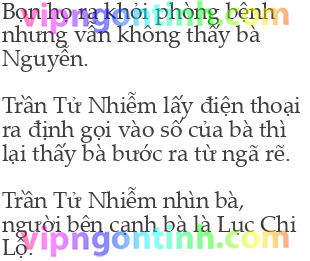 Bọn họ ra khỏi phòng bệnh
nhưng vẫn không thấy bà
Nguyễn.
Trần Tử Nhiễm lấy điện thoại
ra định gọi vào số của bà thì
lại thấy bà bước ra từ ngã rẽ.
Trần Tử Nhiễm nhìn bà,
người bên cạnh bà là Lục Chi
Lộ.
vipngontinh.com
vipngontinh.com